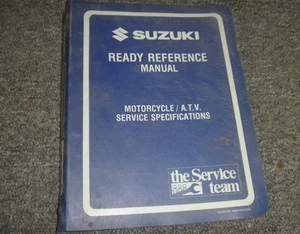 SUZUKI
READY REFERENCE
MANUAL
MOTORCYCLE / A.T.V.
SERVICE SPECIFICATIONS
the Service
team